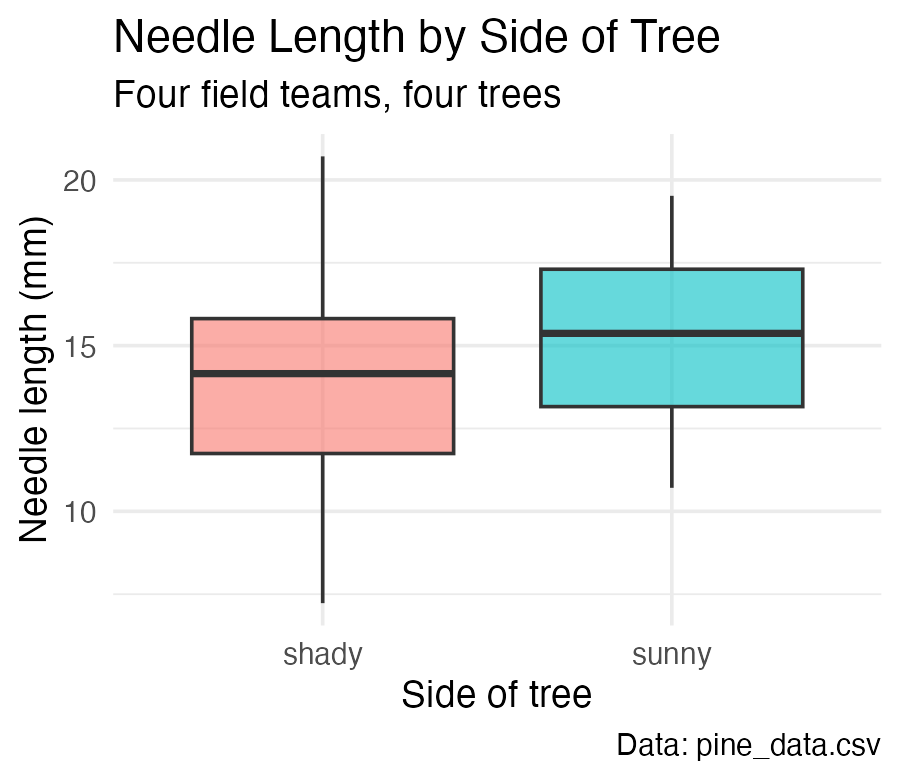 Needle Length by Side of Tree
Four field teams, four trees
Needle length (mm)
20
15
10
shady sunny
Side of tree
Data: pine_data.csv